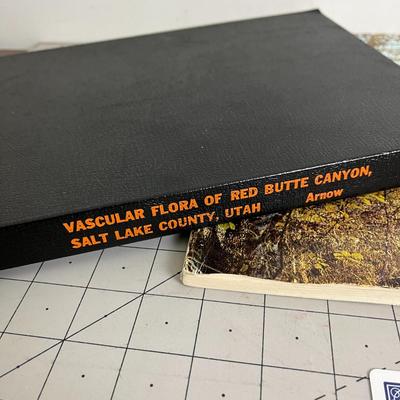 VASCULAR FLORA OF RED BUTTE CANYON,
SALT LAKE COUNTY, UTAH Arnow